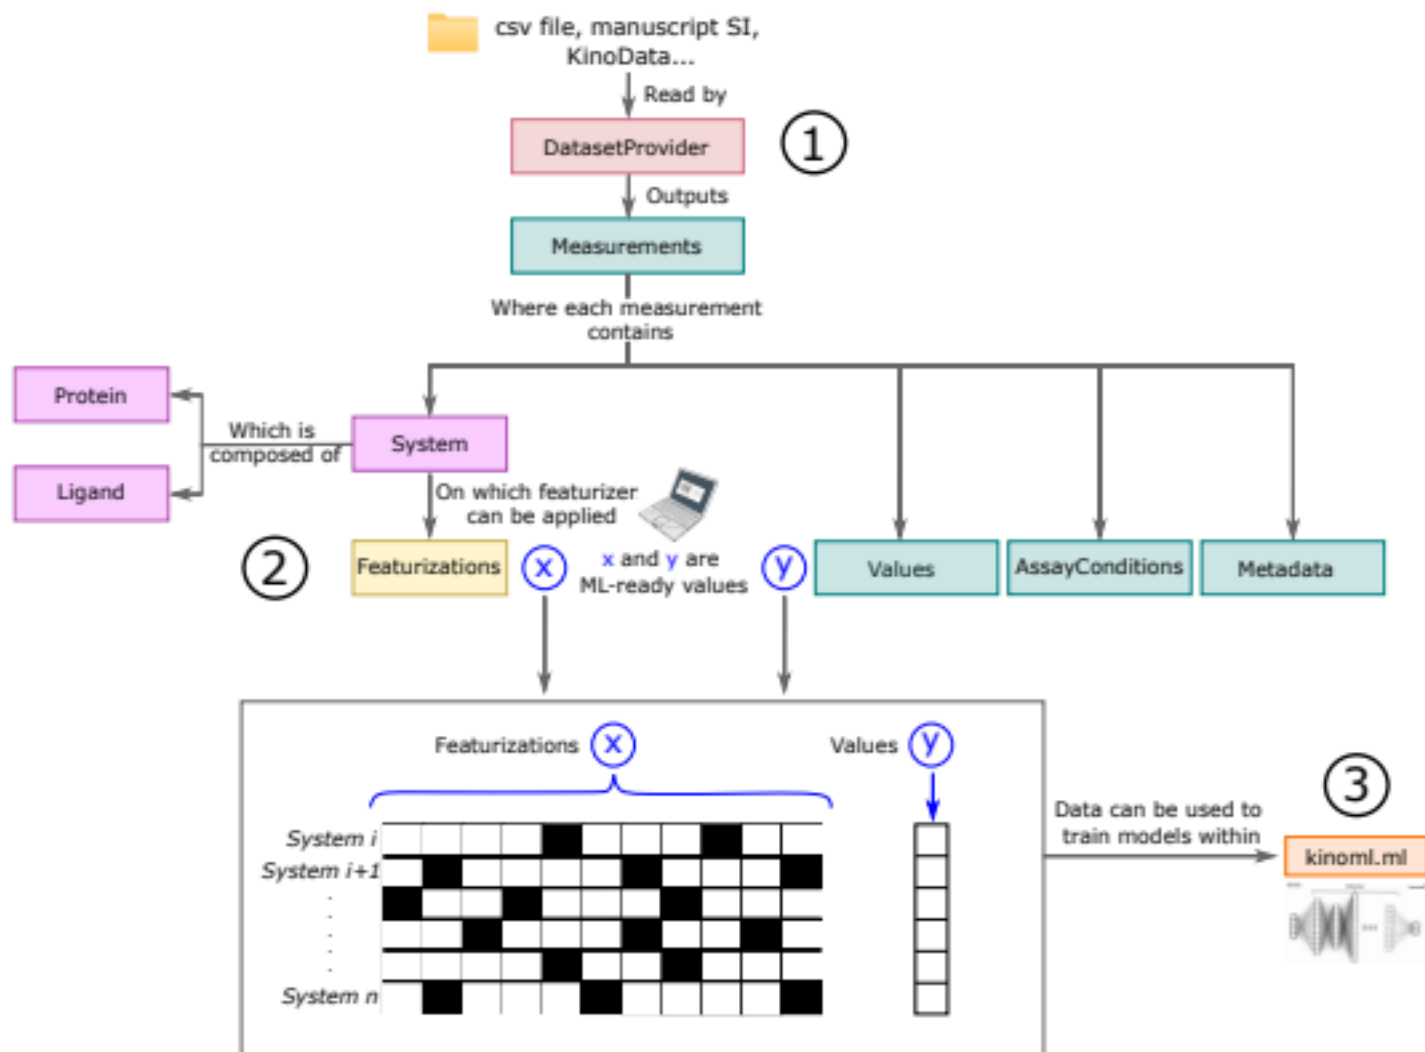 csv file, manuscript SI,
KinoData...
Read by
DatasetProvider
1
Outputs
Measurements
Where each measurement
contains
Protein
Which is
composed of
System
Ligand
On which featurizer
can be applied
2
Featurizations
x
x and y are
ML-ready values
y
Values
AssayConditions
Metadata
Featurizations x
Values y
System i
System i+1
.
.
.
.
.
System n
Data can be used to
train models within
3
kinoml.ml